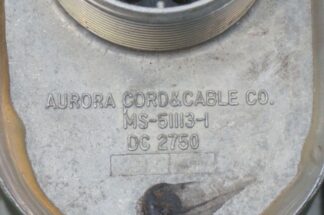 AURORA CORD&CABLE CO.
MS-51113-1
DC 2750